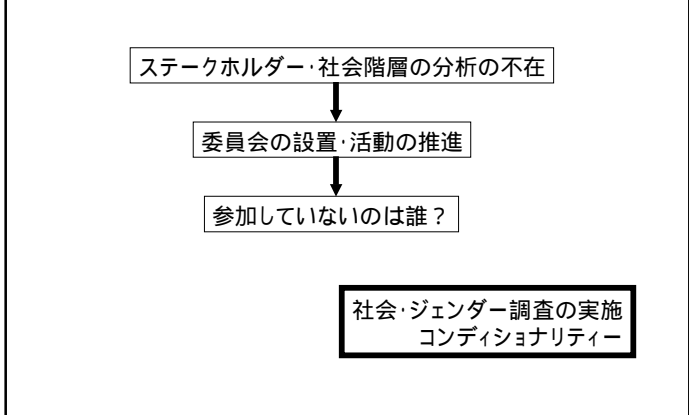 ステークホルダー・社会階層の分析の不在
委員会の設置・活動の推進
参加していないのは誰？
社会・ジェンダー調査の実施
コンディショナリティー